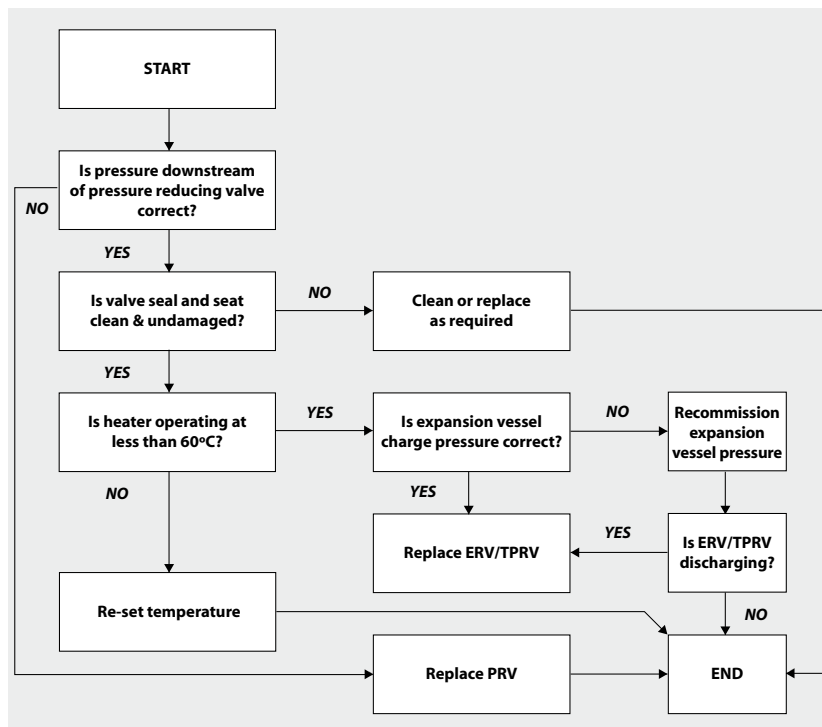 START
Is pressure downstream
of pressure reducing valve
correct?
NO
YES
Is valve seal and seat
clean & undamaged?
NO
Clean or replace
as required
YES
Is heater operating at
less than 60ºC?
YES
Is expansion vessel
charge pressure correct?
NO
Recommission
expansion
vessel pressure
NO
YES
Replace ERV/TPRV
YES
Is ERV/TPRV
discharging?
Re-set temperature
NO
Replace PRV
END